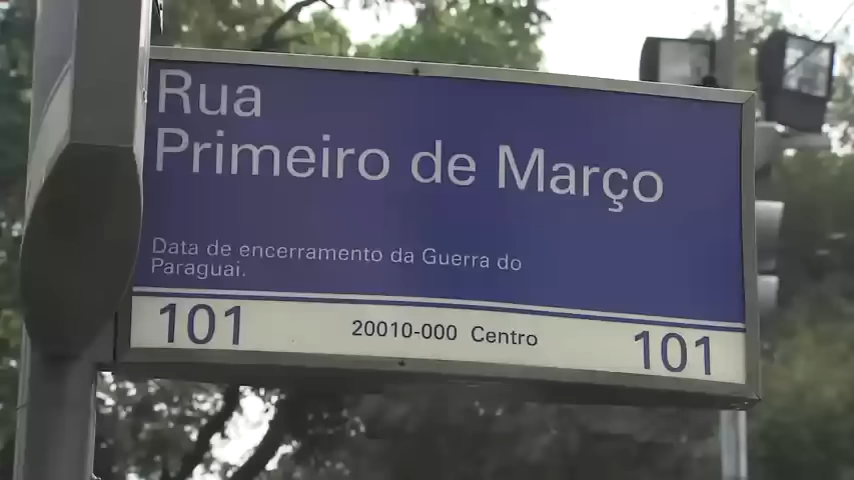 Rua
Primeiro de Março
Data de encerramento da Guerra do
Paraguai.
101 20010-000 Centro 101